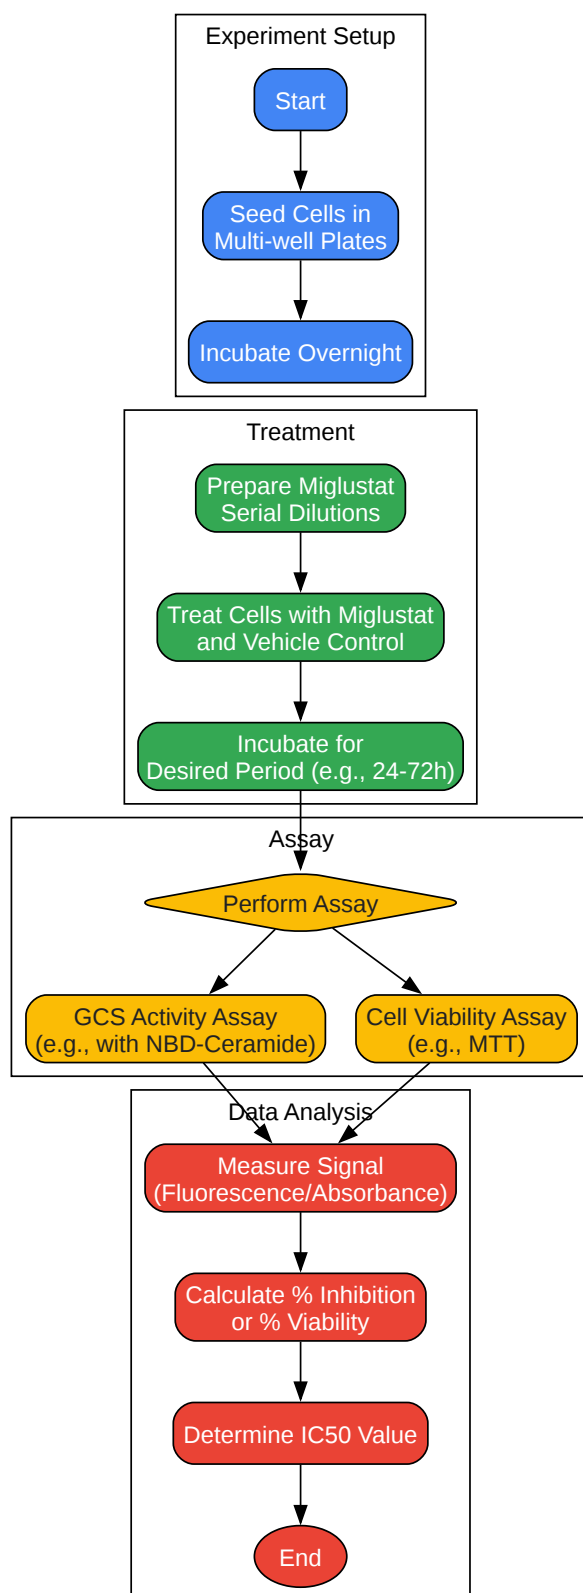 Experiment Setup
Start
Seed Cells in
Multi-well Plates
Incubate Overnight
Treatment
Prepare Miglustat
Serial Dilutions
Treat Cells with Miglustat
and Vehicle Control
Incubate for
Desired Period (e.g., 24-72h)
Assay
Perform Assay
GCS Activity Assay
(e.g., with NBD-Ceramide)
Cell Viability Assay
(e.g., MTT)
Data Analysis
Measure Signal
(Fluorescence/Absorbance)
Calculate % Inhibition
or % Viability
Determine IC50 Value
End